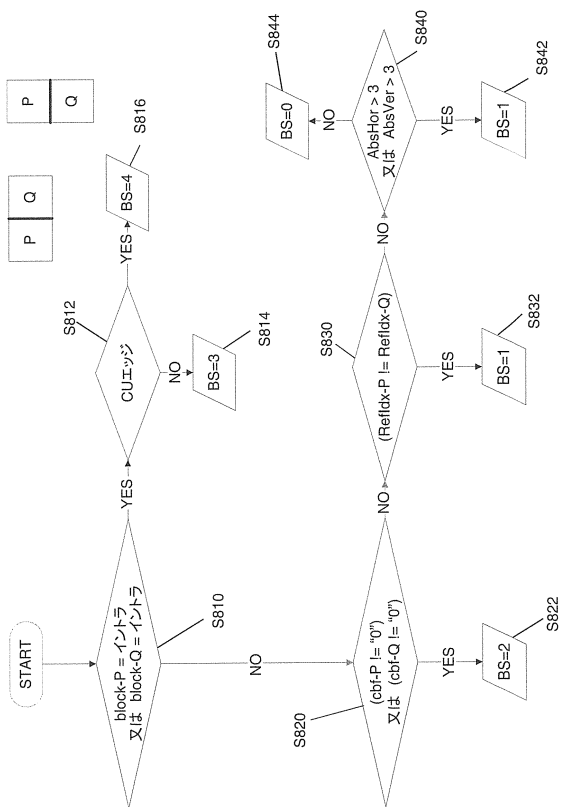 START
block-P = イントラ
又は block-Q = イントラ
S810
YES
CUエッジ
S812
YES
BS=4
S816
NO
BS=3
S814
P
Q
P
Q
NO
(cbf-P != “0”)
又は (cbf-Q != “0”)
S820
YES
BS=2
S822
NO
(RefIdx-P != RefIdx-Q)
S830
YES
BS=1
S832
NO
AbsHor > 3
又は AbsVer > 3
S840
NO
BS=0
S844
YES
BS=1
S842